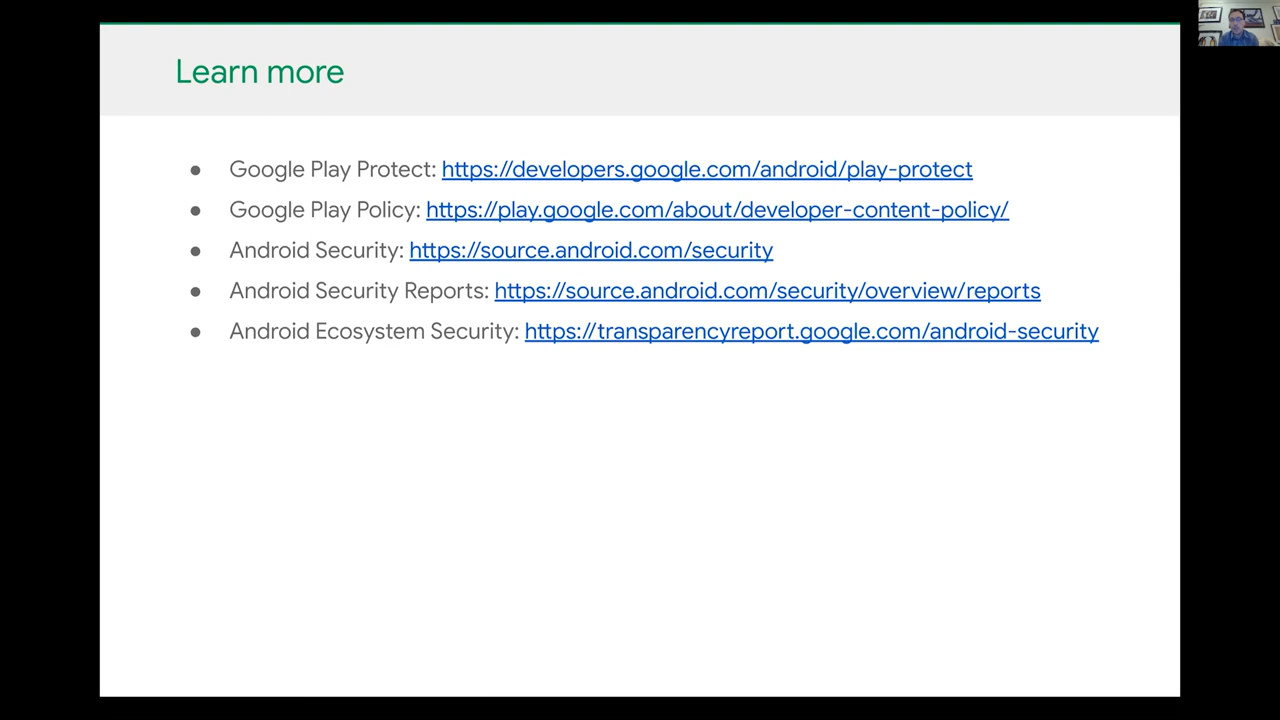 Learn more
● Google Play Protect: https://developers.google.com/android/play-protect
● Google Play Policy: https://play.google.com/about/developer-content-policy/
● Android Security: https://source.android.com/security
● Android Security Reports: https://source.android.com/security/overview/reports
● Android Ecosystem Security: https://transparencyreport.google.com/android-security